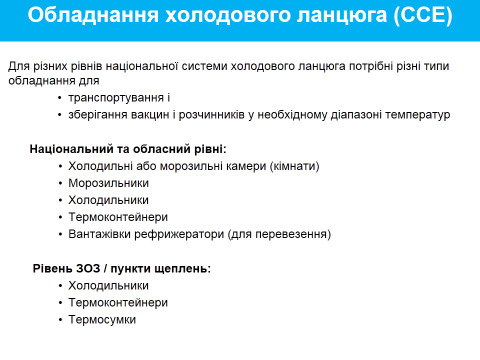 Обладнання холодового ланцюга (ССЕ)
Для різних рівнів національної системи холодового ланцюга потрібні різні типи
обладнання для
• транспортування і
• зберігання вакцин і розчинників у необхідному діапазоні температур
Національний та обласний рівні:
• Холодильні або морозильні камери (кімнати)
• Морозильники
• Холодильники
• Термоконтейнери
• Вантажівки рефрижератори (для перевезення)
Рівень ЗОЗ / пункти щеплень:
• Холодильники
• Термоконтейнери
• Термосумки